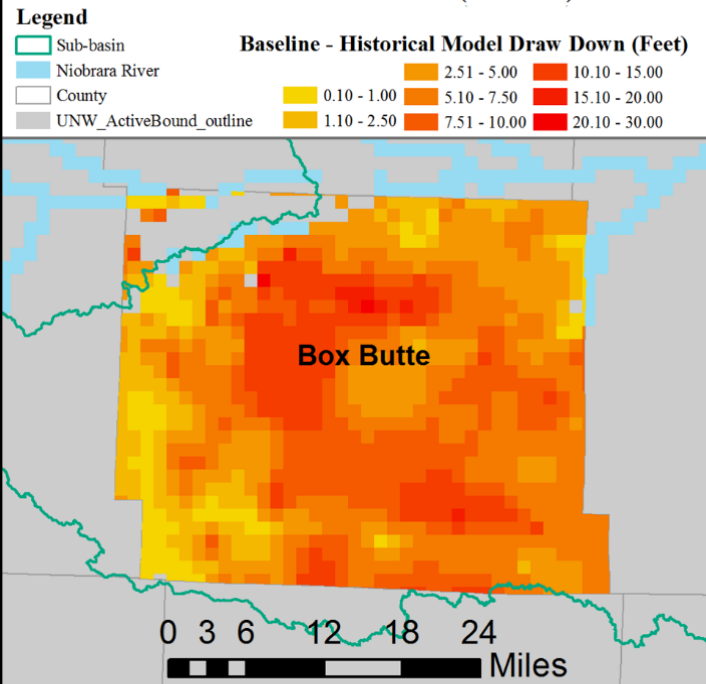 Legend
Sub-basin
Niobrara River
County
UNW_ActiveBound_outline
Baseline - Historical Model Draw Down (Feet)
0.10 - 1.00
1.10 - 2.50
2.51 - 5.00
5.10 - 7.50
7.51 - 10.00
10.10 - 15.00
15.10 - 20.00
20.10 - 30.00
Box Butte
0 3 6 12 18 24
Miles